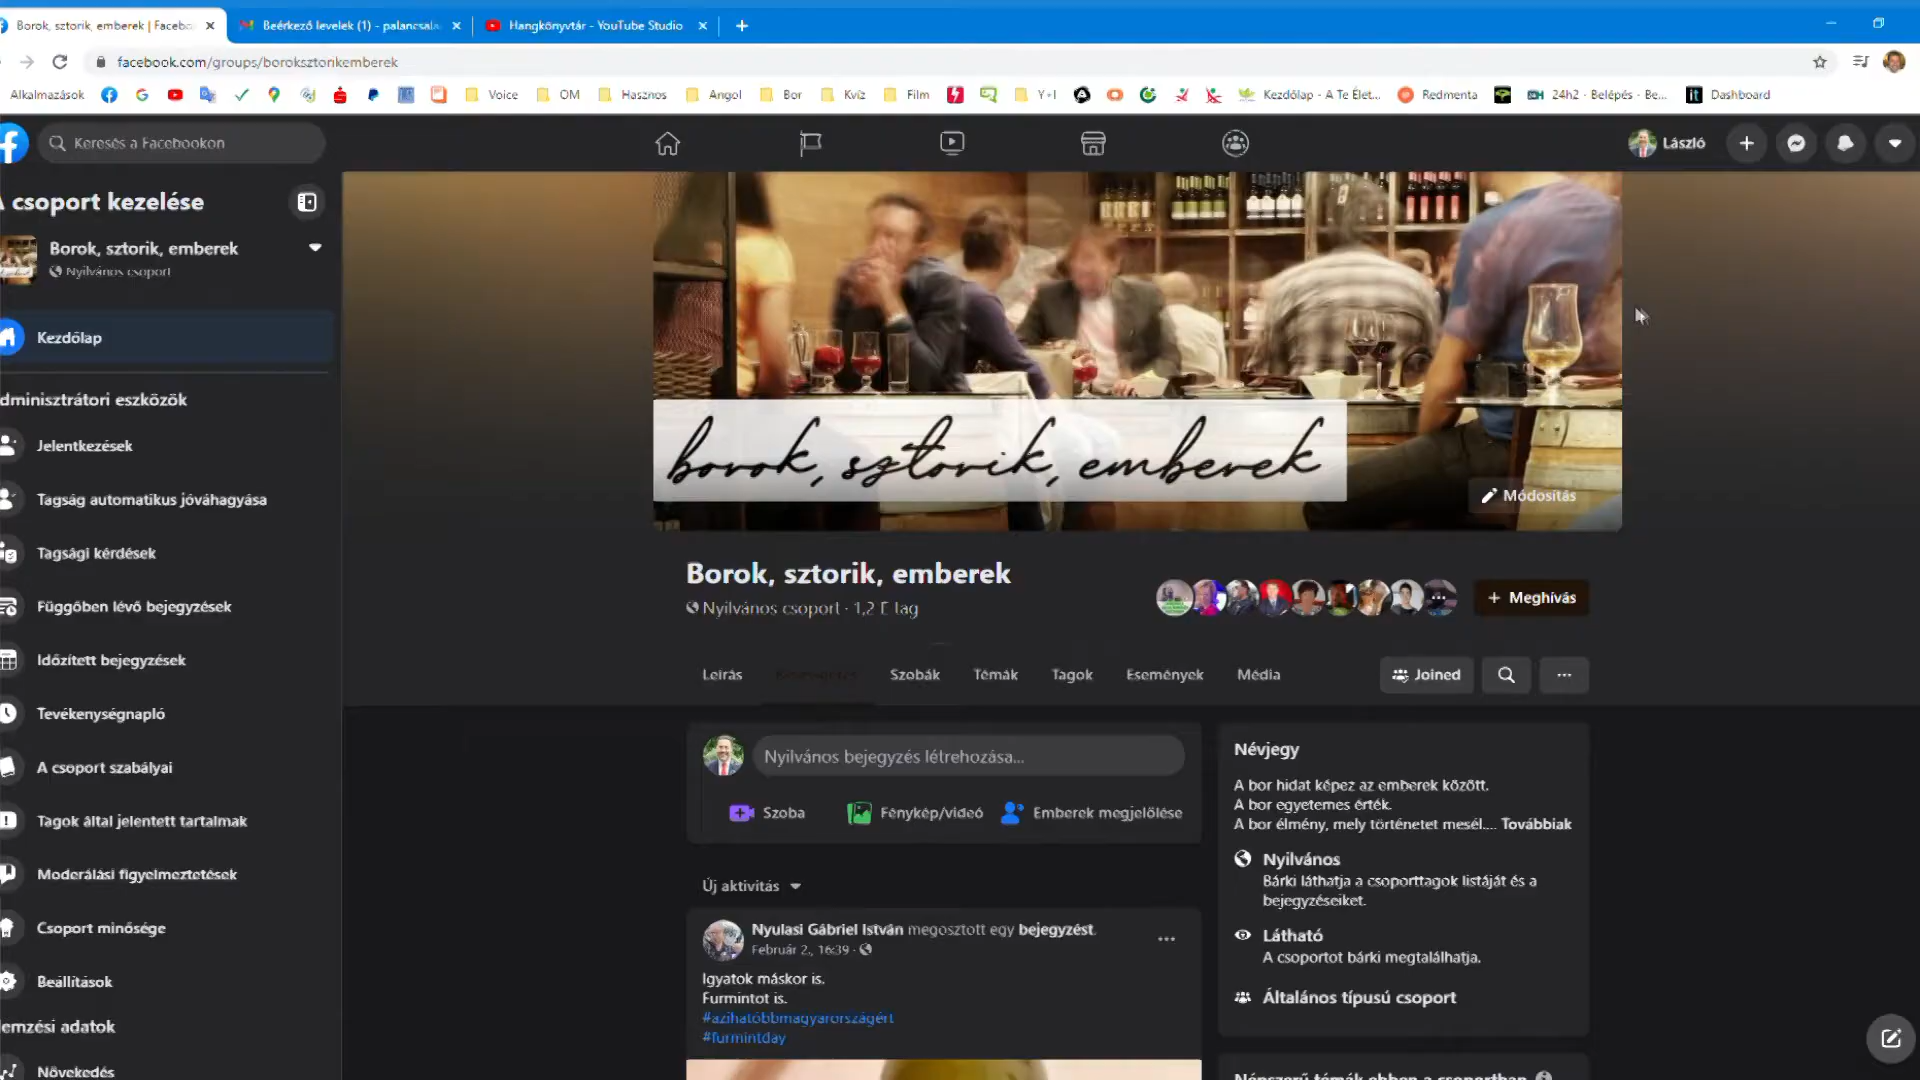 Borok, sztorik, emberek | Facebo
Beérkező levelek (1) - palancsala
Hangkönyvtár - YouTube Studio
facebook.com/groups/boroksztorikemberek
Alkalmazások
Voice
OM
Hasznos
Angol
Bor
Kvíz
Film
Y+I
Kezdőlap - A Te Élet...
Redmenta
24h2 - Belépés - Be...
Dashboard
Keresés a Facebookon
László
A csoport kezelése
Borok, sztorik, emberek
Nyilvános csoport
Kezdőlap
dminisztrátori eszközök
Jelentkezések
Tagság automatikus jóváhagyása
Tagsági kérdések
Függőben lévő bejegyzések
Időzített bejegyzések
Tevékenységnapló
A csoport szabályai
Tagok által jelentett tartalmak
Moderálási figyelmeztetések
Csoport minősége
Beállítások
lemzési adatok
Növekedés
borok, sztorik, emberek
Módosítás
Borok, sztorik, emberek
Nyilvános csoport · 1,2 E tag
Meghívás
Leírás
Szobák
Témák
Tagok
Események
Média
Joined
Nyilvános bejegyzés létrehozása...
Szoba
Fénykép/videó
Emberek megjelölése
Új aktivitás
Nyulasi Gábriel István megosztott egy bejegyzést.
Február 2., 16:39 ·
Igyatok máskor is.
Furmintot is.
#azihatóbbmagyarországért
#furmintday
Névjegy
A bor hidat képez az emberek között.
A bor egyetemes érték.
A bor élmény, mely történetet mesél.... Továbbiak
Nyilvános
Bárki láthatja a csoporttagok listáját és a
bejegyzéseiket.
Látható
A csoportot bárki megtalálhatja.
Általános típusú csoport
Népszerű témák ebben a csoportban